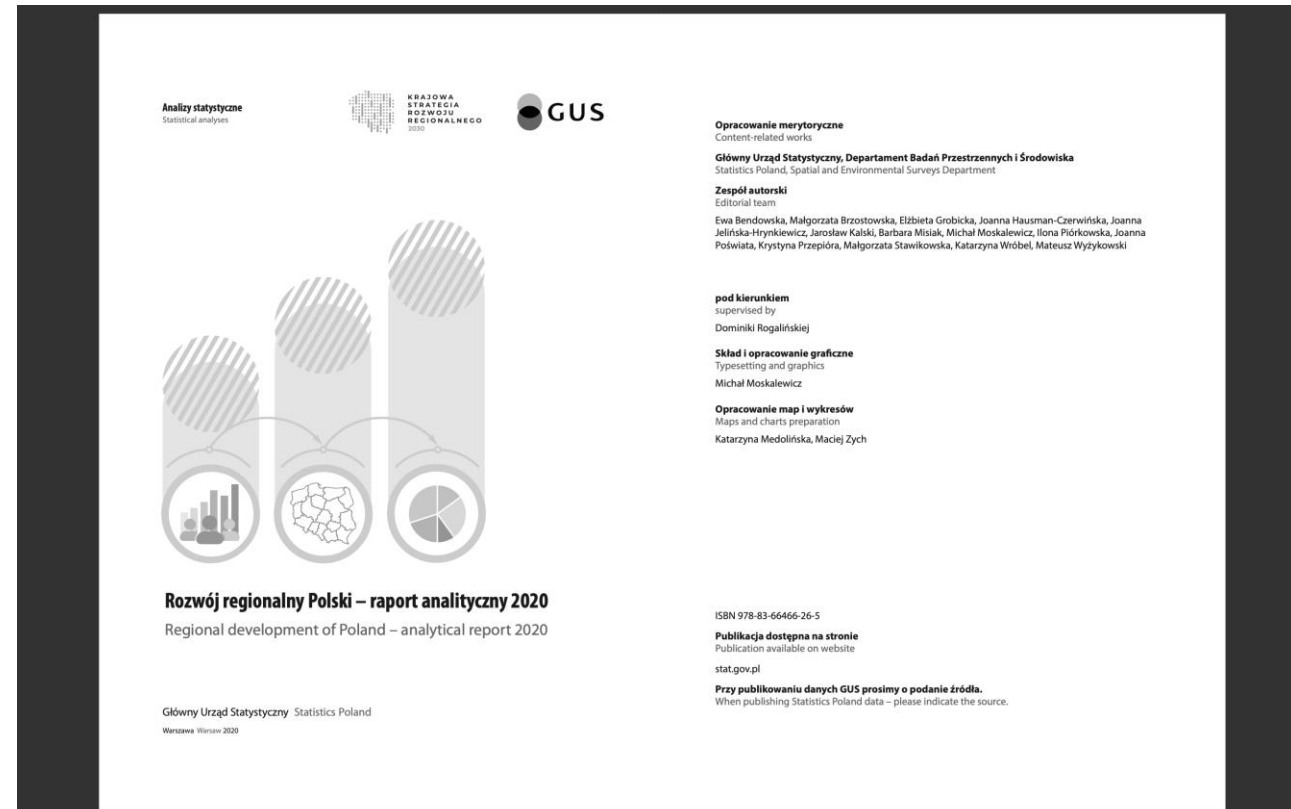 Analizy statystyczne
Statistical analyses
KRAJOWA
STRATEGIA
ROZWOJU
REGIONALNEGO
2030
GUS
Rozwój regionalny Polski – raport analityczny 2020
Regional development of Poland – analytical report 2020
Główny Urząd Statystyczny Statistics Poland
Warszawa Warsaw 2020
Opracowanie merytoryczne
Content-related works
Główny Urząd Statystyczny, Departament Badań Przestrzennych i Środowiska
Statistics Poland, Spatial and Environmental Surveys Department
Zespół autorski
Editorial team
Ewa Bendowska, Małgorzata Brzostowska, Elżbieta Grobicka, Joanna Hausman-Czerwińska, Joanna
Jelińska-Hrynkiewicz, Jarosław Kalski, Barbara Misiak, Michał Moskalewicz, Ilona Piórkowska, Joanna
Poświata, Krystyna Przepióra, Małgorzata Stawikowska, Katarzyna Wróbel, Mateusz Wyżykowski
pod kierunkiem
supervised by
Dominiki Rogalińskiej
Skład i opracowanie graficzne
Typesetting and graphics
Michał Moskalewicz
Opracowanie map i wykresów
Maps and charts preparation
Katarzyna Medolińska, Maciej Zych
ISBN 978-83-66466-26-5
Publikacja dostępna na stronie
Publication available on website
stat.gov.pl
Przy publikowaniu danych GUS prosimy o podanie źródła.
When publishing Statistics Poland data – please indicate the source.